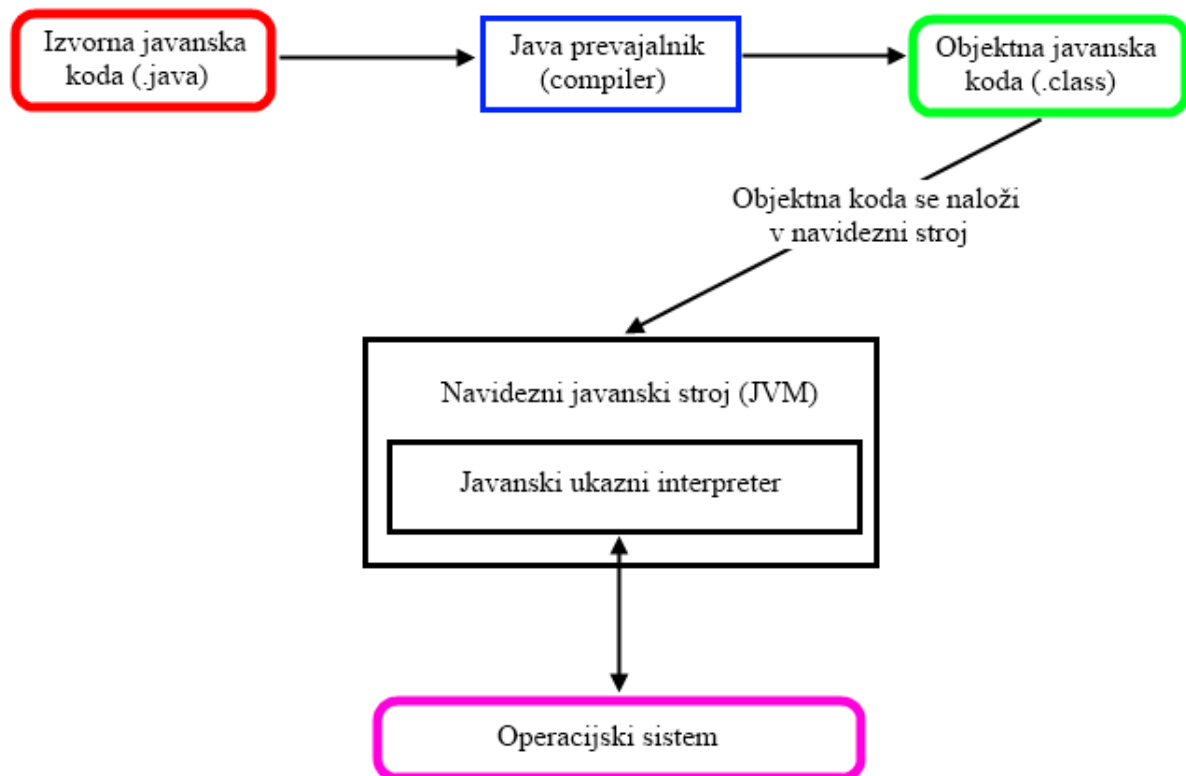 Izvorna javanska
koda (.java)
Java prevajalnik
(compiler)
Objektna javanska
koda (.class)
Objektna koda se naloži
v navidezni stroj
Navidezni javanski stroj (JVM)
Javanski ukazni interpreter
Operacijski sistem